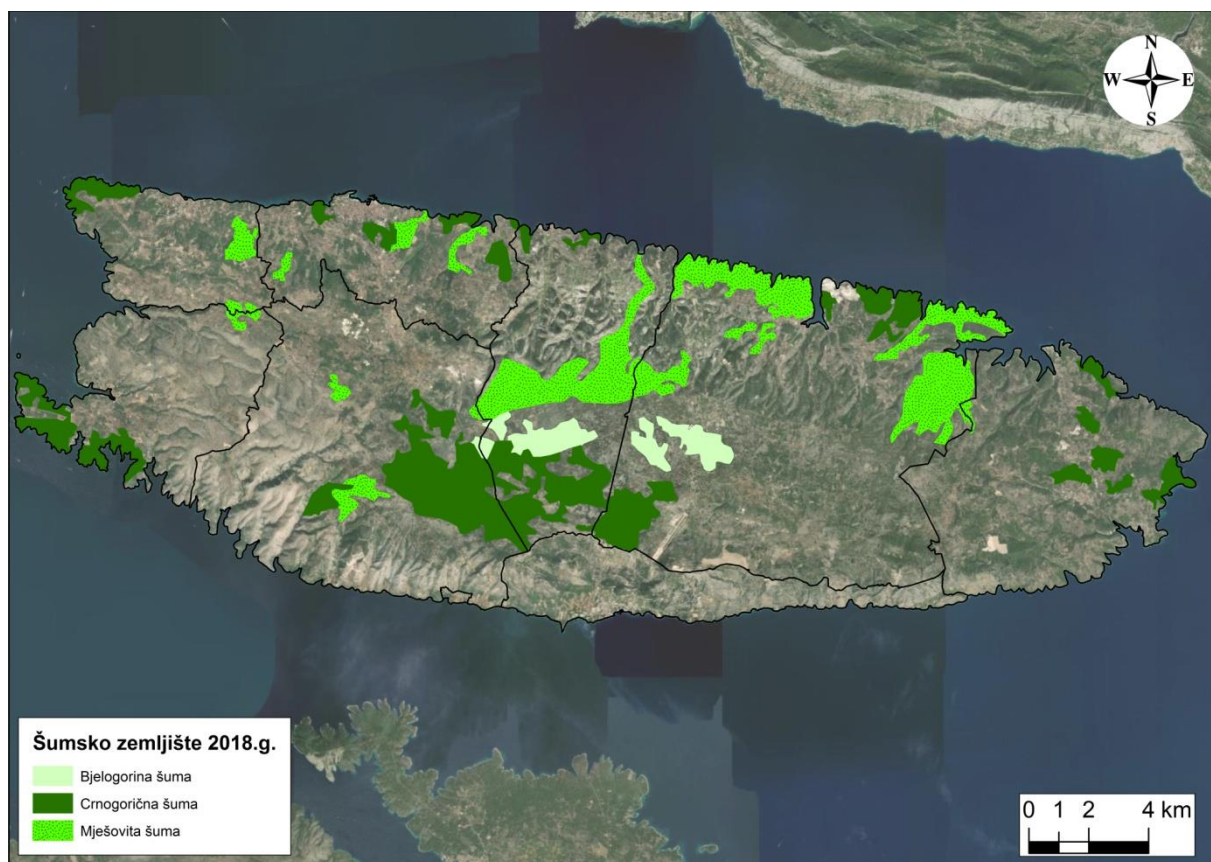 N
W E
S
Šumsko zemljište 2018.g.
Bjelogorina šuma
Crnogorična šuma
Mješovita šuma
0 1 2 4 km